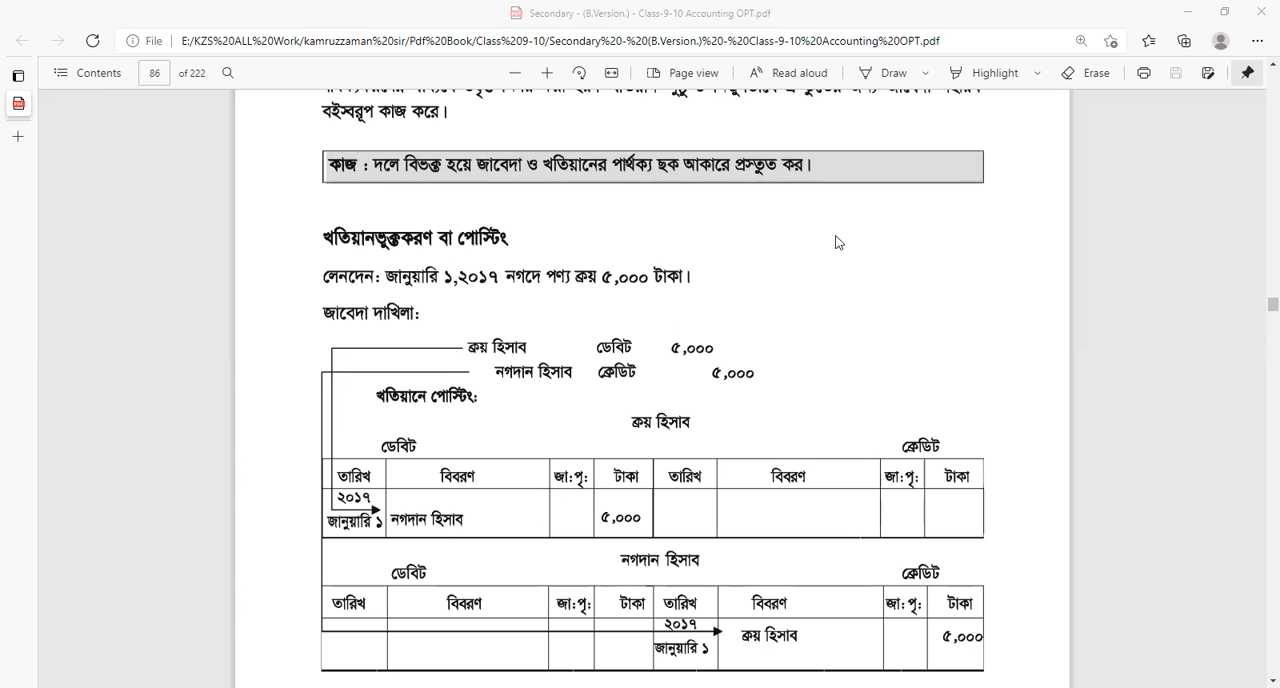 Secondary - (B.Version.) - Class-9-10 Accounting OPT.pdf
File E:/KZS%20ALL%20Work/kamruzzaman%20sir/Pdf%20Book/Class%209-10/Secondary%20-%20(B.Version.)%20-%20Class-9-10%20Accounting%20OPT.pdf
Contents 86 of 222 Page view Read aloud Draw Highlight Erase
বইস্বরূপ কাজ করে।
কাজ : দলে বিভক্ত হয়ে জাবেদা ও খতিয়ানের পার্থক্য ছক আকারে প্রস্তুত কর।
খতিয়ানভুক্তকরণ বা পোস্টিং
লেনদেন: জানুয়ারি ১,২০১৭ নগদে পণ্য ক্রয় ৫,০০০ টাকা।
জাবেদা দাখিলা:
ক্রয় হিসাব ডেবিট ৫,০০০
নগদান হিসাব ক্রেডিট ৫,০০০
খতিয়ানে পোস্টিং:
ক্রয় হিসাব
ডেবিট ক্রেডিট
তারিখ বিবরণ জা:পৃ: টাকা তারিখ বিবরণ জা:পৃ: টাকা
২০১৭
জানুয়ারি ১ নগদান হিসাব ৫,০০০
নগদান হিসাব
ডেবিট ক্রেডিট
তারিখ বিবরণ জা:পৃ: টাকা তারিখ বিবরণ জা:পৃ: টাকা
২০১৭
জানুয়ারি ১ ক্রয় হিসাব ৫,০০০